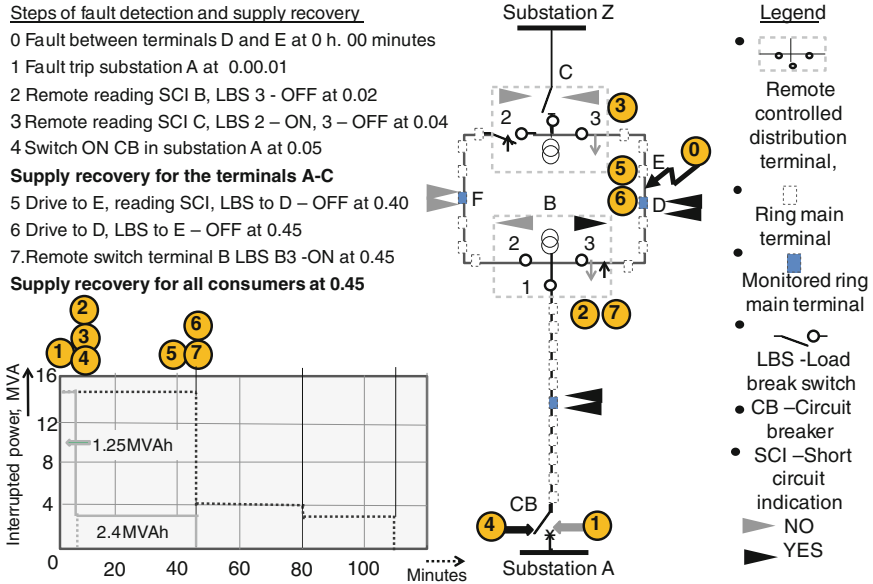 Steps of fault detection and supply recovery
0 Fault between terminals D and E at 0 h. 00 minutes
1 Fault trip substation A at 0.00.01
2 Remote reading SCI B, LBS 3 - OFF at 0.02
3 Remote reading SCI C, LBS 2 – ON, 3 – OFF at 0.04
4 Switch ON CB in substation A at 0.05
Supply recovery for the terminals A-C
5 Drive to E, reading SCI, LBS to D – OFF at 0.40
6 Drive to D, LBS to E – OFF at 0.45
7.Remote switch terminal B LBS B3 -ON at 0.45
Supply recovery for all consumers at 0.45
2
6
1
3
4
5
7
16
12
8
4
0
Interrupted power, MVA
1.25MVAh
2.4MVAh
20
40
60
80
100
Minutes
Substation Z
C
3
2
3
0
5
E
6
F
D
B
2
3
1
2
7
CB
4
1
Substation A
Legend
Remote
controlled
distribution
terminal,
Ring main
terminal
Monitored ring
main terminal
LBS -Load
break switch
CB –Circuit
breaker
SCI –Short
circuit
indication
NO
YES